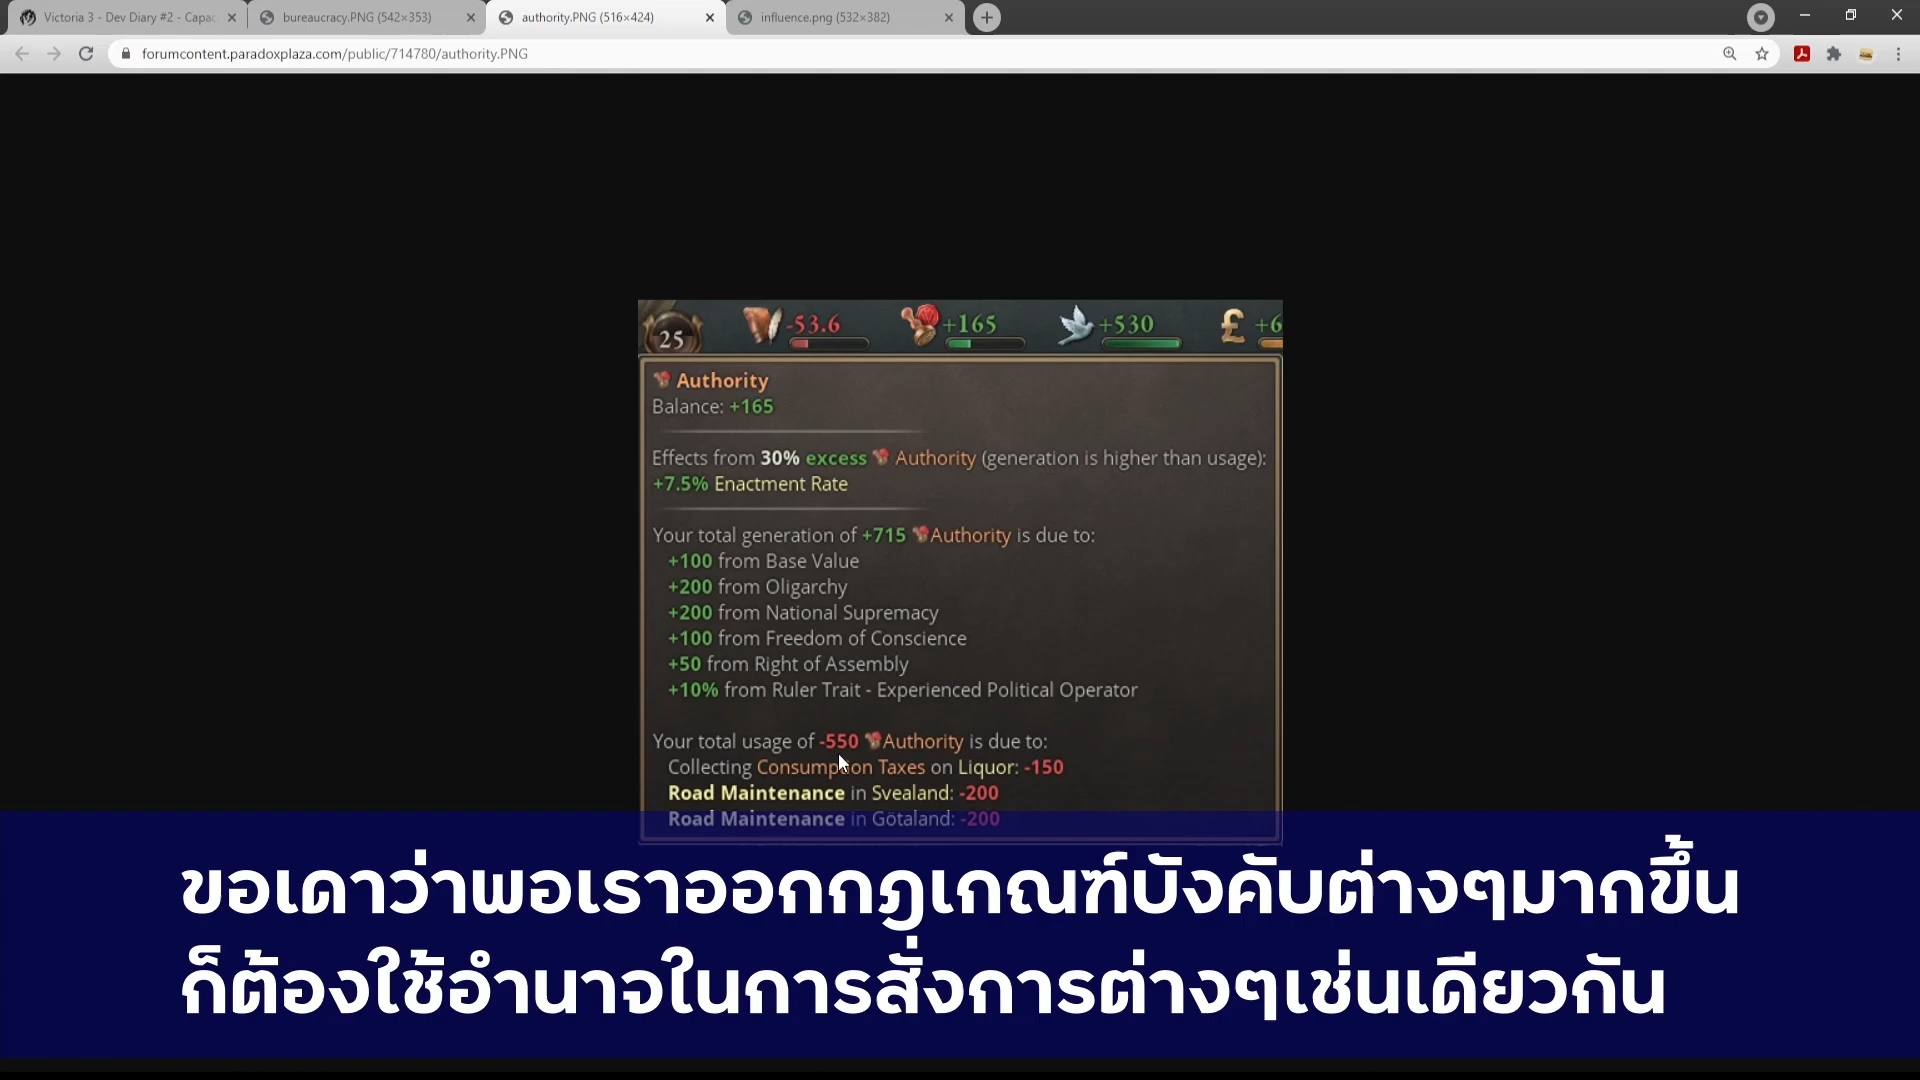 Victoria 3 - Dev Diary #2 - Capac
bureaucracy.PNG (542×353)
authority.PNG (516×424)
influence.png (532×382)
forumcontent.paradoxplaza.com/public/714780/authority.PNG
25 -53.6 +165 +530 £ +6
Authority
Balance: +165
Effects from 30% excess Authority (generation is higher than usage):
+7.5% Enactment Rate
Your total generation of +715 Authority is due to:
+100 from Base Value
+200 from Oligarchy
+200 from National Supremacy
+100 from Freedom of Conscience
+50 from Right of Assembly
+10% from Ruler Trait - Experienced Political Operator
Your total usage of -550 Authority is due to:
Collecting Consumption Taxes on Liquor: -150
Road Maintenance in Svealand: -200
Road Maintenance in Götaland: -200
ขอเดาว่าพอเราออกกฎเกณฑ์บังคับต่างๆมากขึ้น
ก็ต้องใช้อำนาจในการสั่งการต่างๆเช่นเดียวกัน